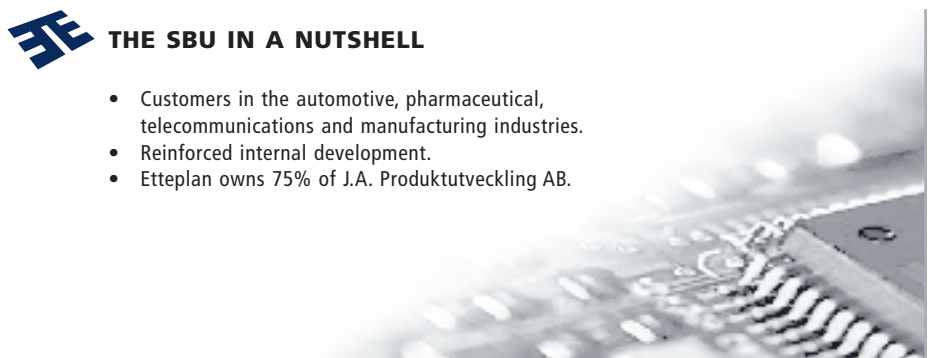 THE SBU IN A NUTSHELL
• Customers in the automotive, pharmaceutical,
telecommunications and manufacturing industries.
• Reinforced internal development.
• Etteplan owns 75% of J.A. Produktutveckling AB.